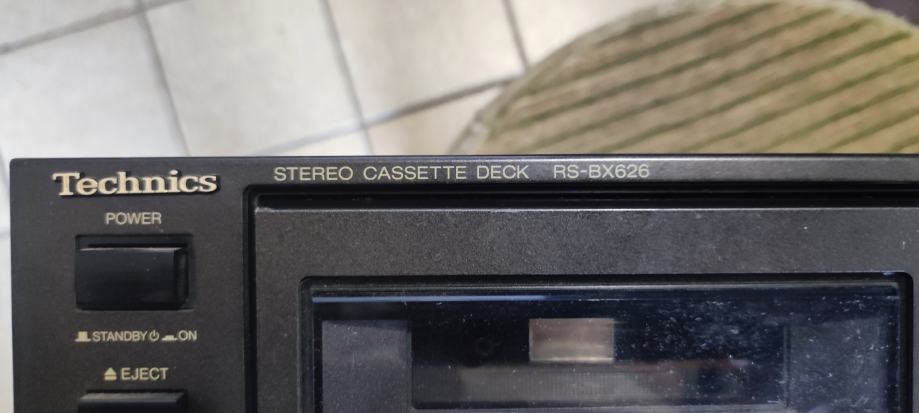 Technics
STEREO CASSETTE DECK RS-BX626
POWER
STANDBY ON
EJECT